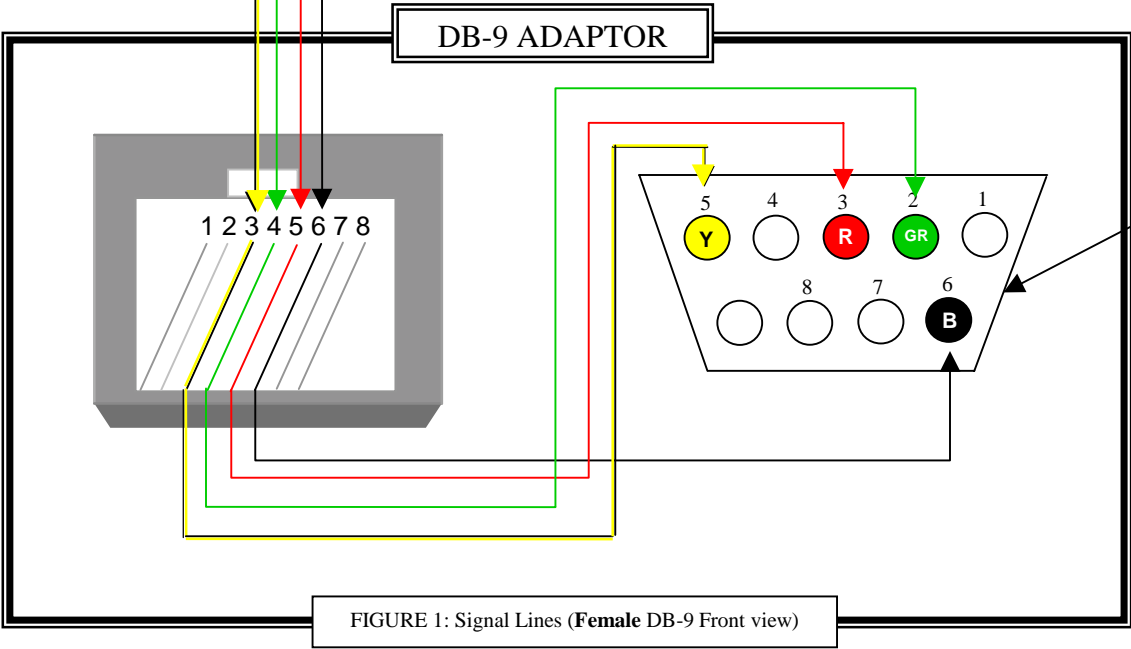 DB-9 ADAPTOR
1 2 3 4 5 6 7 8
5 4 3 2 1
Y R GR
8 7 6
B
FIGURE 1: Signal Lines (Female DB-9 Front view)